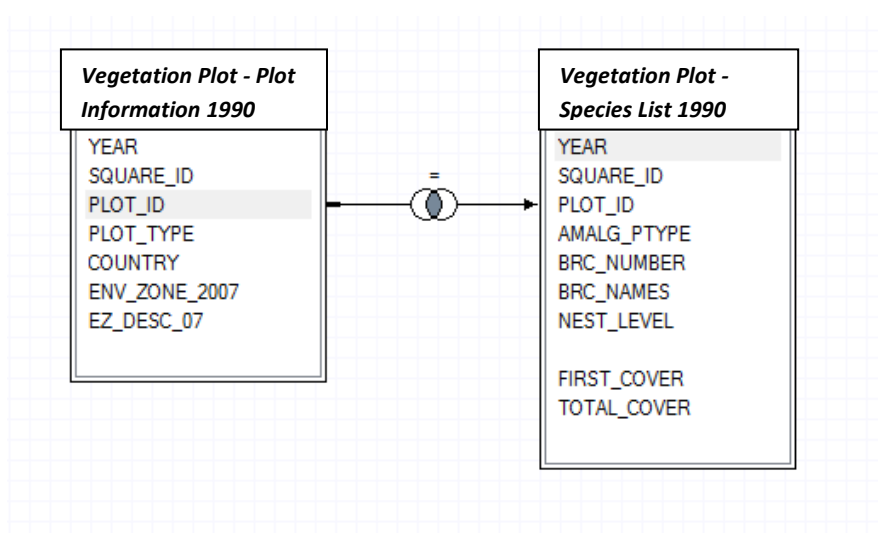 Vegetation Plot - Plot
Information 1990
YEAR
SQUARE_ID
PLOT_ID
PLOT_TYPE
COUNTRY
ENV_ZONE_2007
EZ_DESC_07
=
Vegetation Plot -
Species List 1990
YEAR
SQUARE_ID
PLOT_ID
AMALG_PTYPE
BRC_NUMBER
BRC_NAMES
NEST_LEVEL
FIRST_COVER
TOTAL_COVER